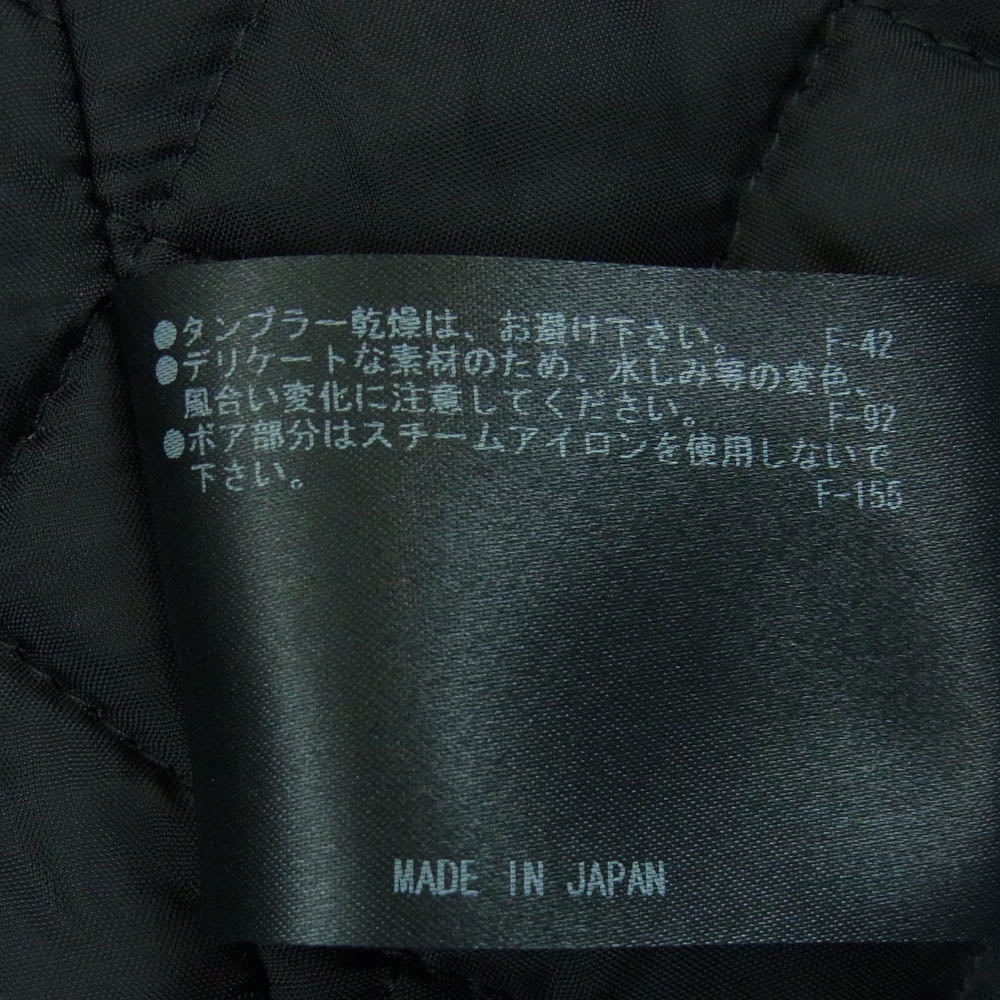 ●タンブラー乾燥は、お避け下さい。 F-42
●デリケートな素材のため、水しみ等の変色、
風合い変化に注意してください。 F-92
●ボア部分はスチームアイロンを使用しないで
下さい。 F-155
MADE IN JAPAN